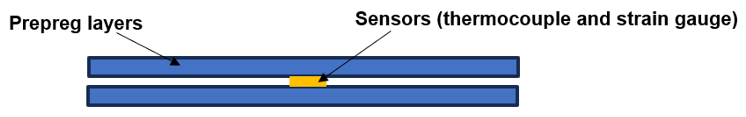 Prepreg layers
Sensors (thermocouple and strain gauge)